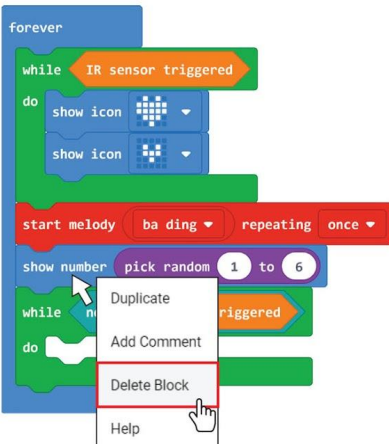 forever
while IR sensor triggered
do show icon
show icon
start melody ba ding repeating once
show number pick random 1 to 6
Duplicate
while riggered
Add Comment
do
Delete Block
Help